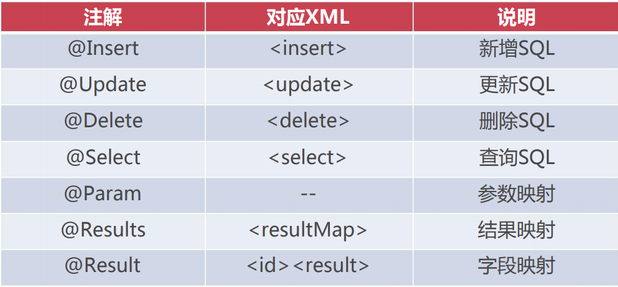 注解 对应XML 说明
@Insert <insert> 新增SQL
@Update <update> 更新SQL
@Delete <delete> 删除SQL
@Select <select> 查询SQL
@Param -- 参数映射
@Results <resultMap> 结果映射
@Result <id><result> 字段映射